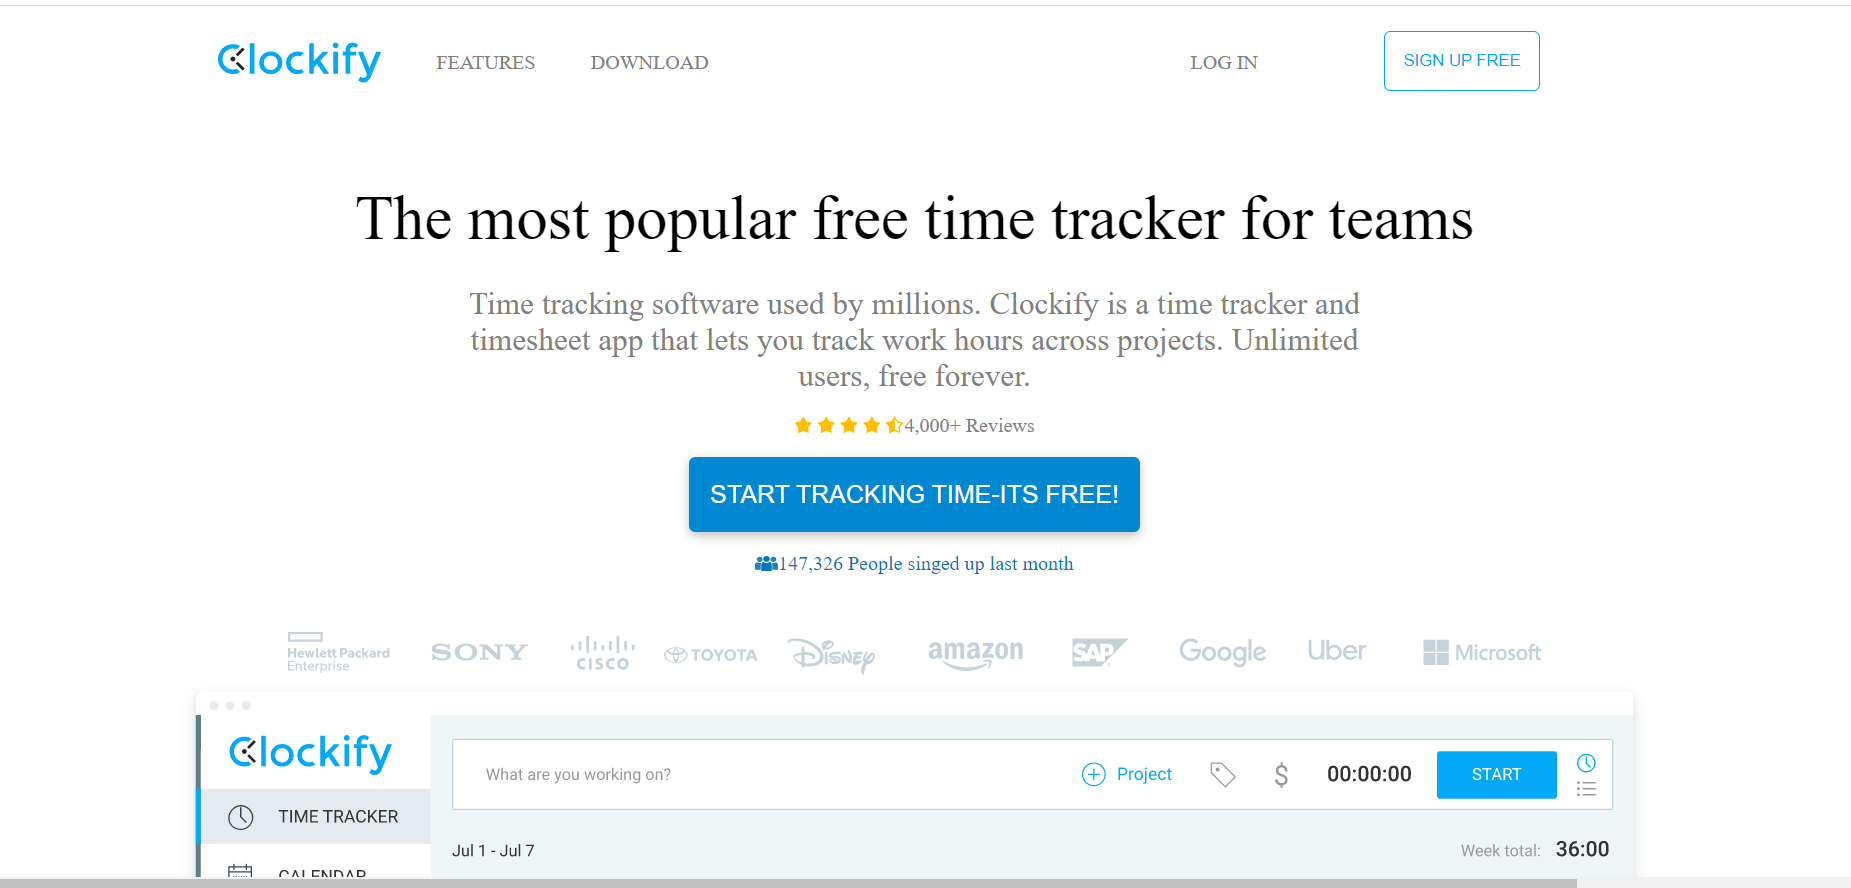 Clockify FEATURES DOWNLOAD LOG IN SIGN UP FREE
The most popular free time tracker for teams
Time tracking software used by millions. Clockify is a time tracker and
timesheet app that lets you track work hours across projects. Unlimited
users, free forever.
4,000+ Reviews
START TRACKING TIME-ITS FREE!
147,326 People singed up last month
Hewlett Packard
Enterprise
SONY
CISCO
TOYOTA
Disney
amazon
SAP
Google
Uber
Microsoft
Clockify
What are you working on? Project $ 00:00:00 START
TIME TRACKER
Jul 1 - Jul 7 Week total: 36:00
CALENDAR